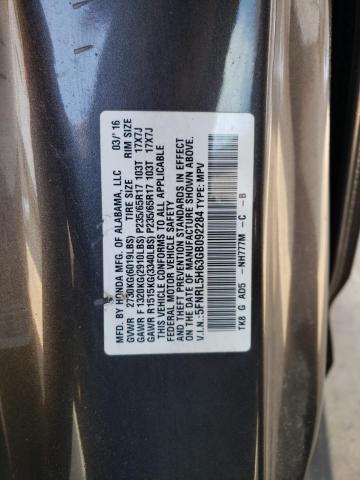 MFD. BY HONDA MFG. OF ALABAMA, LLC 03/'16
GVWR 2730KG(6019LBS) TIRE SIZE RIM SIZE
GAWR F 1320KG(2910LBS) P235/65R17 103T 17X7J
GAWR R 1515KG(3340LBS) P235/65R17 103T 17X7J
THIS VEHICLE CONFORMS TO ALL APPLICABLE
FEDERAL MOTOR VEHICLE SAFETY AND THEFT PREVENTION STANDARDS IN EFFECT
ON THE DATE OF MANUFACTURE SHOWN ABOVE.
V.I.N.: 5FNRL5H63GB092284 TYPE: MPV
TK8 G AD5 -NH777M -C -B